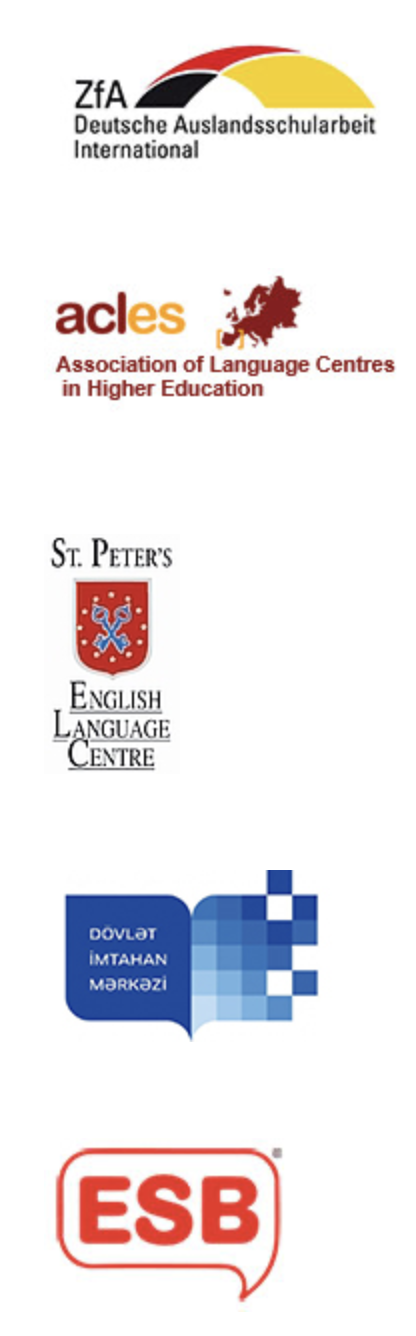 ZfA
Deutsche Auslandsschularbeit
International
acles
Association of Language Centres
in Higher Education
ST. PETER'S
ENGLISH
LANGUAGE
CENTRE
DÖVLƏT
İMTAHAN
MƏRKƏZİ
ESB